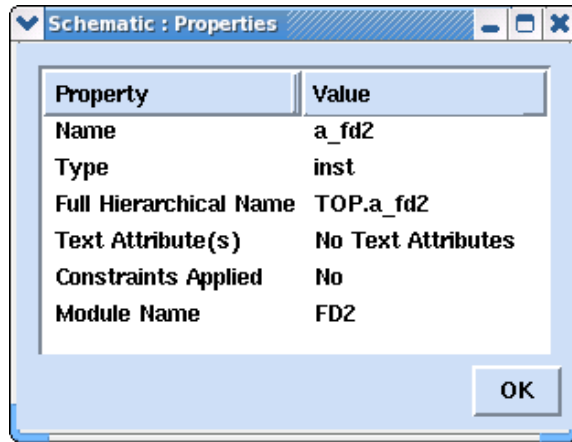 Schematic : Properties
Property Value
Name a_fd2
Type inst
Full Hierarchical Name TOP.a_fd2
Text Attribute(s) No Text Attributes
Constraints Applied No
Module Name FD2
OK